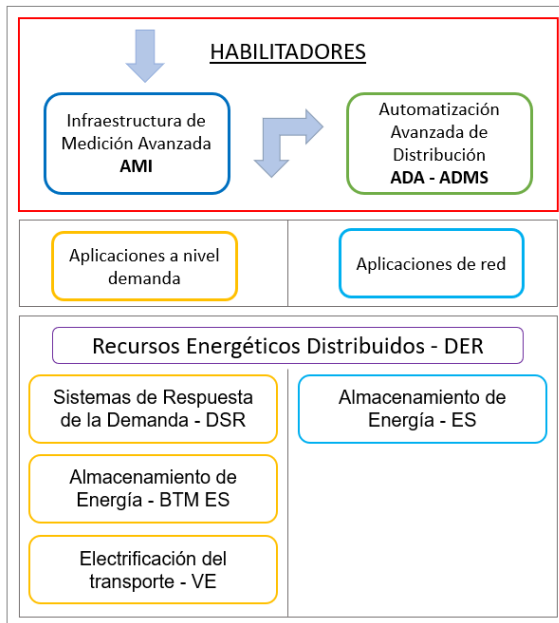 HABILITADORES
Infraestructura de
Medición Avanzada
AMI
Automatización
Avanzada de
Distribución
ADA - ADMS
Aplicaciones a nivel
demanda
Aplicaciones de red
Recursos Energéticos Distribuidos - DER
Sistemas de Respuesta
de la Demanda - DSR
Almacenamiento de
Energía - ES
Almacenamiento de
Energía - BTM ES
Electrificación del
transporte - VE